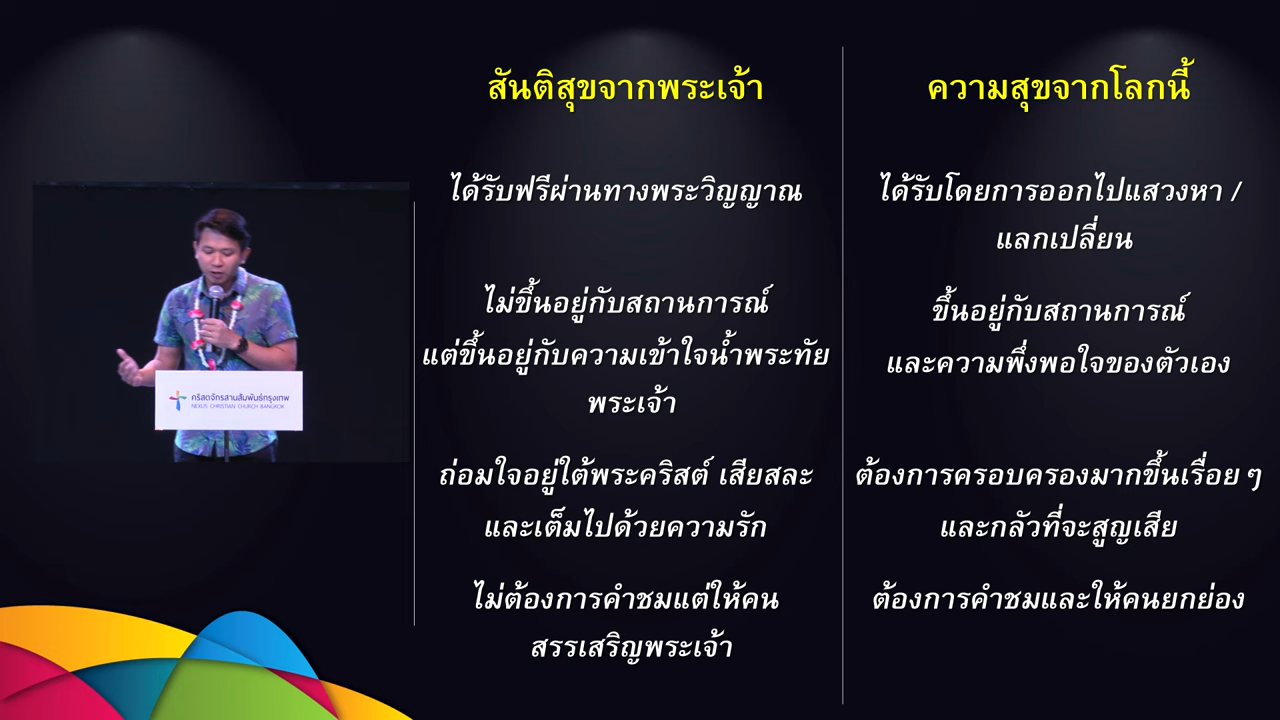 สันติสุขจากพระเจ้า
ได้รับฟรีผ่านทางพระวิญญาณ
ไม่ขึ้นอยู่กับสถานการณ์
แต่ขึ้นอยู่กับความเข้าใจน้ำพระทัย
พระเจ้า
ถ่อมใจอยู่ใต้พระคริสต์ เสียสละ
และเต็มไปด้วยความรัก
ไม่ต้องการคำชมแต่ให้คน
สรรเสริญพระเจ้า
ความสุขจากโลกนี้
ได้รับโดยการออกไปแสวงหา /
แลกเปลี่ยน
ขึ้นอยู่กับสถานการณ์
และความพึ่งพอใจของตัวเอง
ต้องการครอบครองมากขึ้นเรื่อย ๆ
และกลัวที่จะสูญเสีย
ต้องการคำชมและให้คนยกย่อง
คริสตจักรสานสัมพันธ์กรุงเทพ
NEXUS CHRISTIAN CHURCH BANGKOK